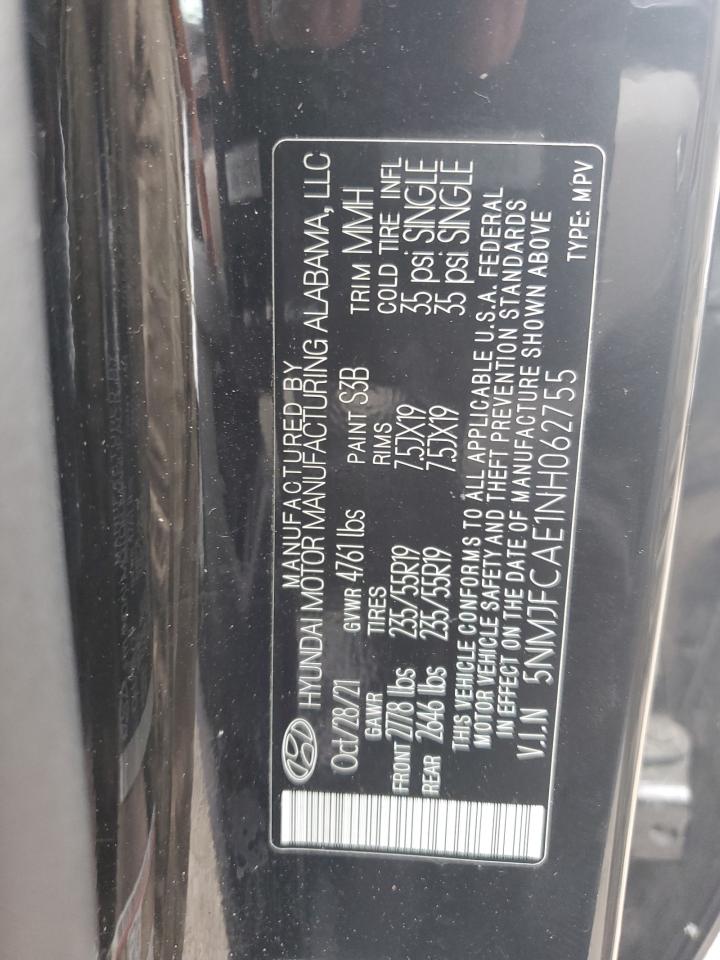 MANUFACTURED BY
HYUNDAI MOTOR MANUFACTURING ALABAMA, LLC
Oct/28/21 GVWR 4761 lbs PAINT S3B TRIM MMH
GAWR TIRES RIMS COLD TIRE INFL
FRONT 2778 lbs 235/55R19 7.5JX19 35 psi SINGLE
REAR 2646 lbs 235/55R19 7.5JX19 35 psi SINGLE
THIS VEHICLE CONFORMS TO ALL APPLICABLE U.S.A. FEDERAL
MOTOR VEHICLE SAFETY AND THEFT PREVENTION STANDARDS
IN EFFECT ON THE DATE OF MANUFACTURE SHOWN ABOVE
V.I.N 5NMJFCAE1NH062755
TYPE: MPV